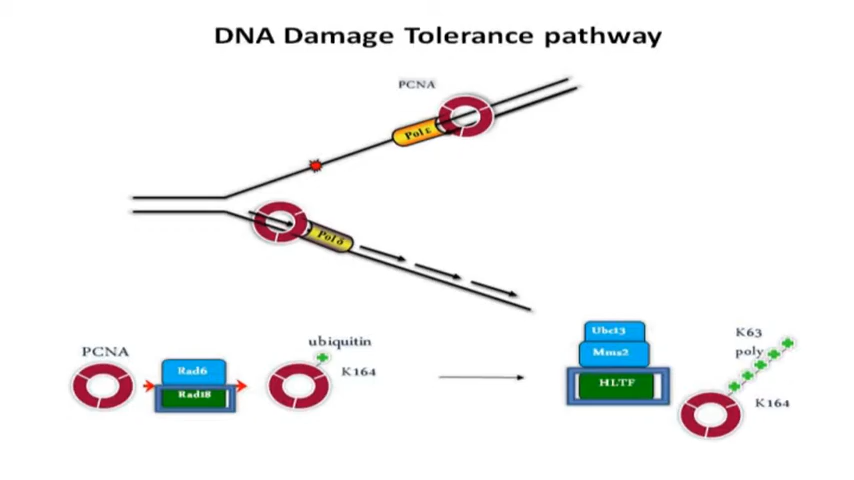 DNA Damage Tolerance pathway
PCNA
Pol ε
Pol δ
PCNA
Rad6
Rad18
ubiquitin
K164
Ubc13
Mms2
HLTF
K63
poly
K164